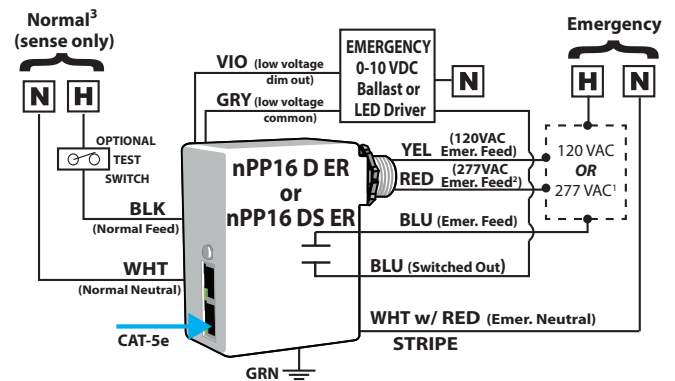 Normal³
(sense only)
N
H
OPTIONAL
TEST
SWITCH
BLK
(Normal Feed)
WHT
(Normal Neutral)
CAT-5e
VIO (low voltage
dim out)
GRY (low voltage
common)
EMERGENCY
0-10 VDC
Ballast or
LED Driver
N
nPP16 D ER
or
nPP16 DS ER
GRN
Emergency
H
N
YEL (120VAC
Emer. Feed)
RED (277VAC
Emer. Feed²)
120 VAC
OR
277 VAC¹
BLU (Emer. Feed)
BLU (Switched Out)
WHT w/ RED (Emer. Neutral)
STRIPE